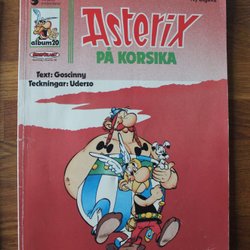 Asterix
PÅ KORSIKA
album 20
Text: Goscinny
Teckningar: Uderzo